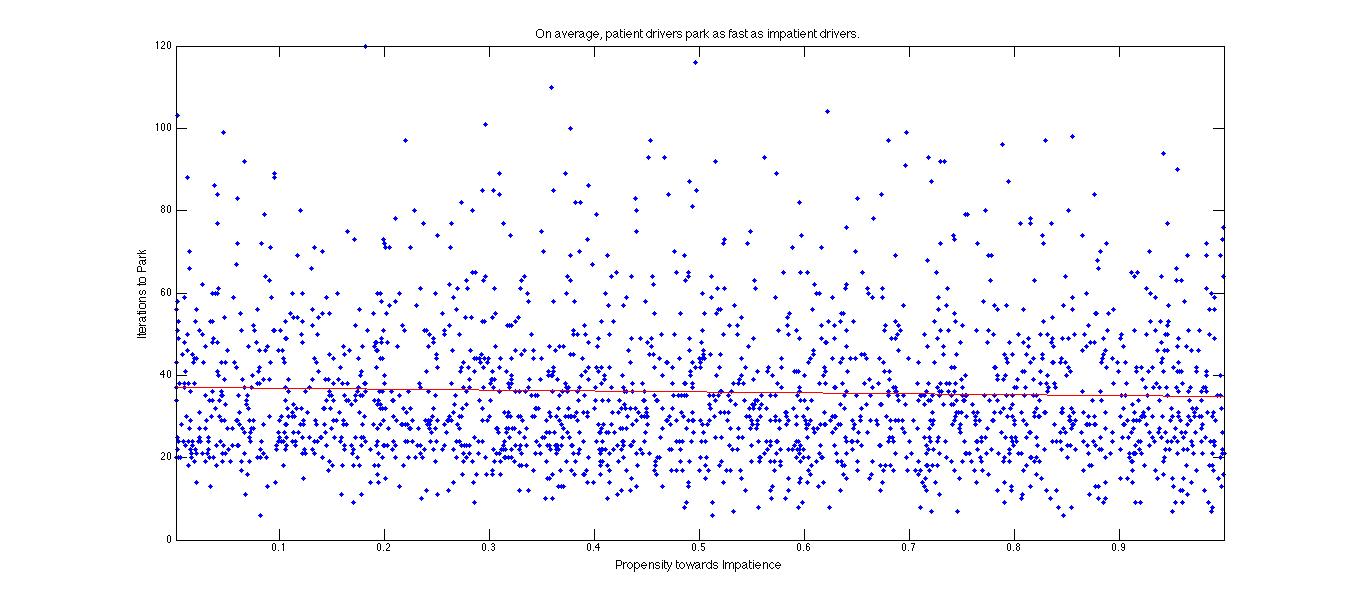 On average, patient drivers park as fast as impatient drivers.
120
100
80
60
40
20
0
Iterations to Park
0.1 0.2 0.3 0.4 0.5 0.6 0.7 0.8 0.9
Propensity towards Impatience